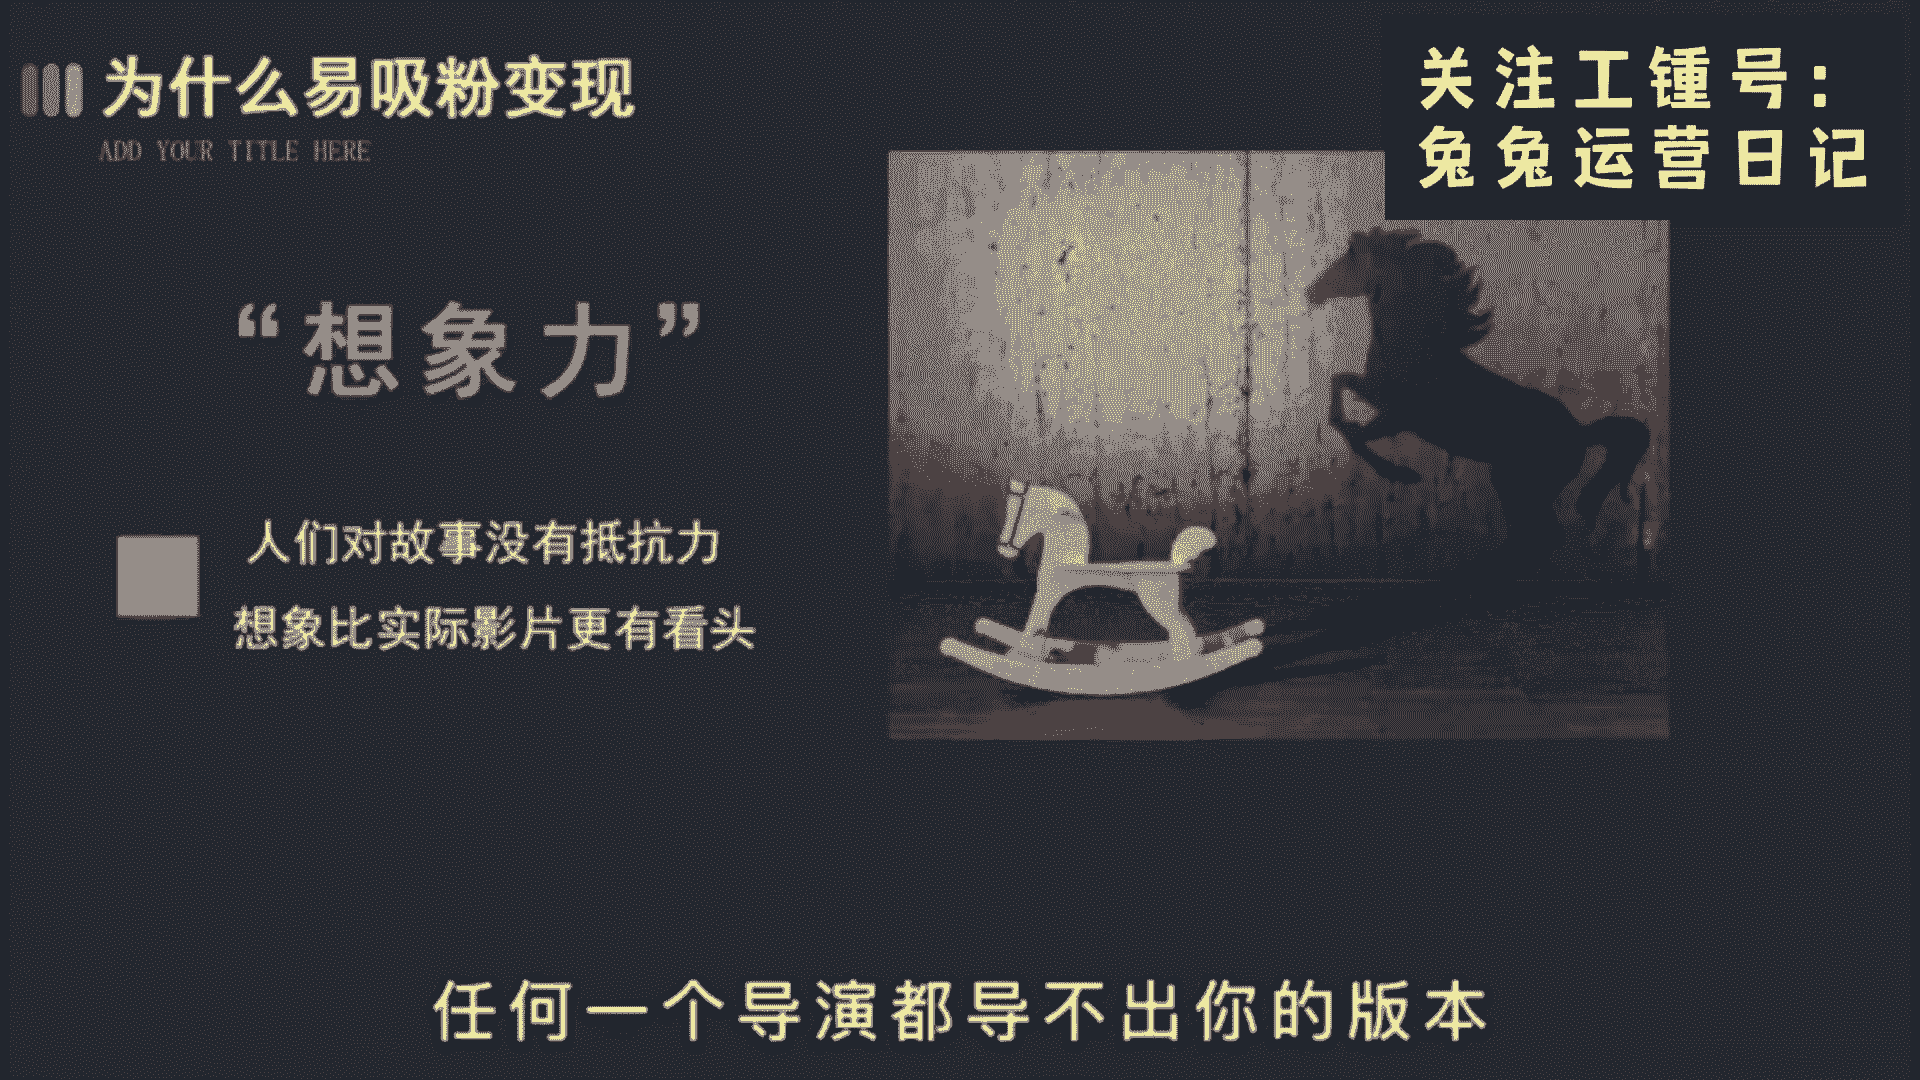 为什么易吸粉变现
ADD YOUR TITLE HERE
关注工锺号：
兔兔运营日记
“想象力”
人们对故事没有抵抗力
想象比实际影片更有看头
任何一个导演都导不出你的版本